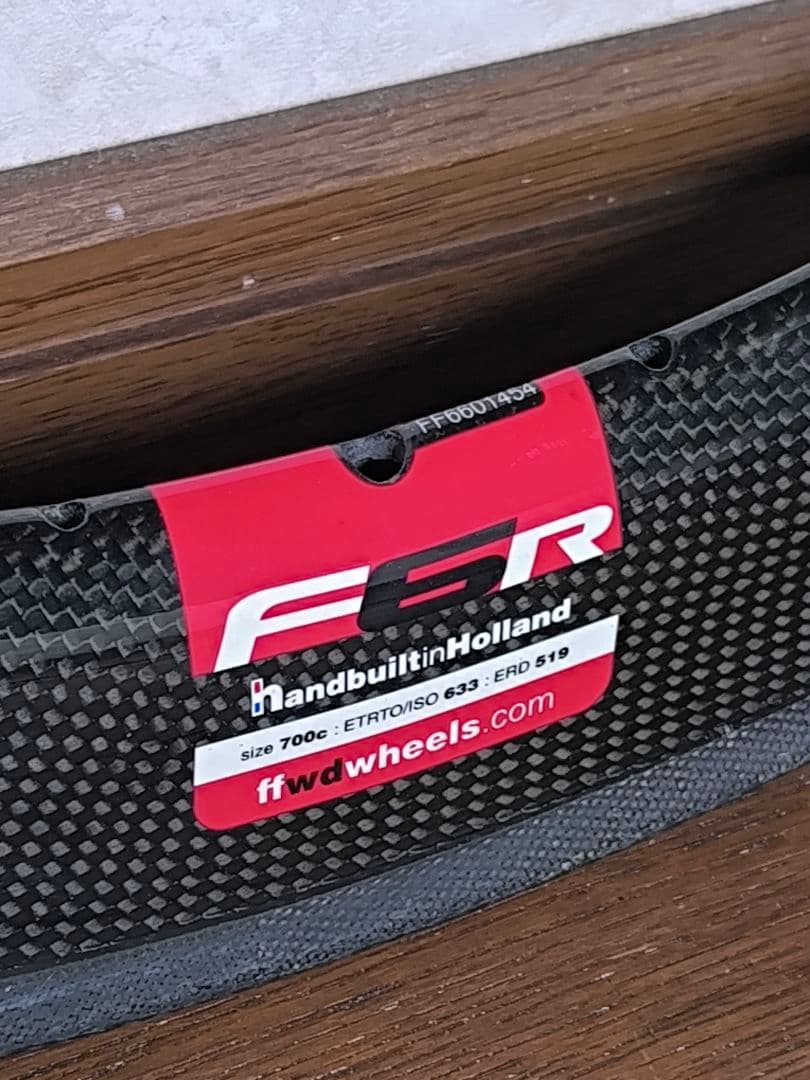 FF6601454
F6R
handbuiltinHolland
size 700c : ETRTO/ISO 633 : ERD 519
ffwdwheels.com